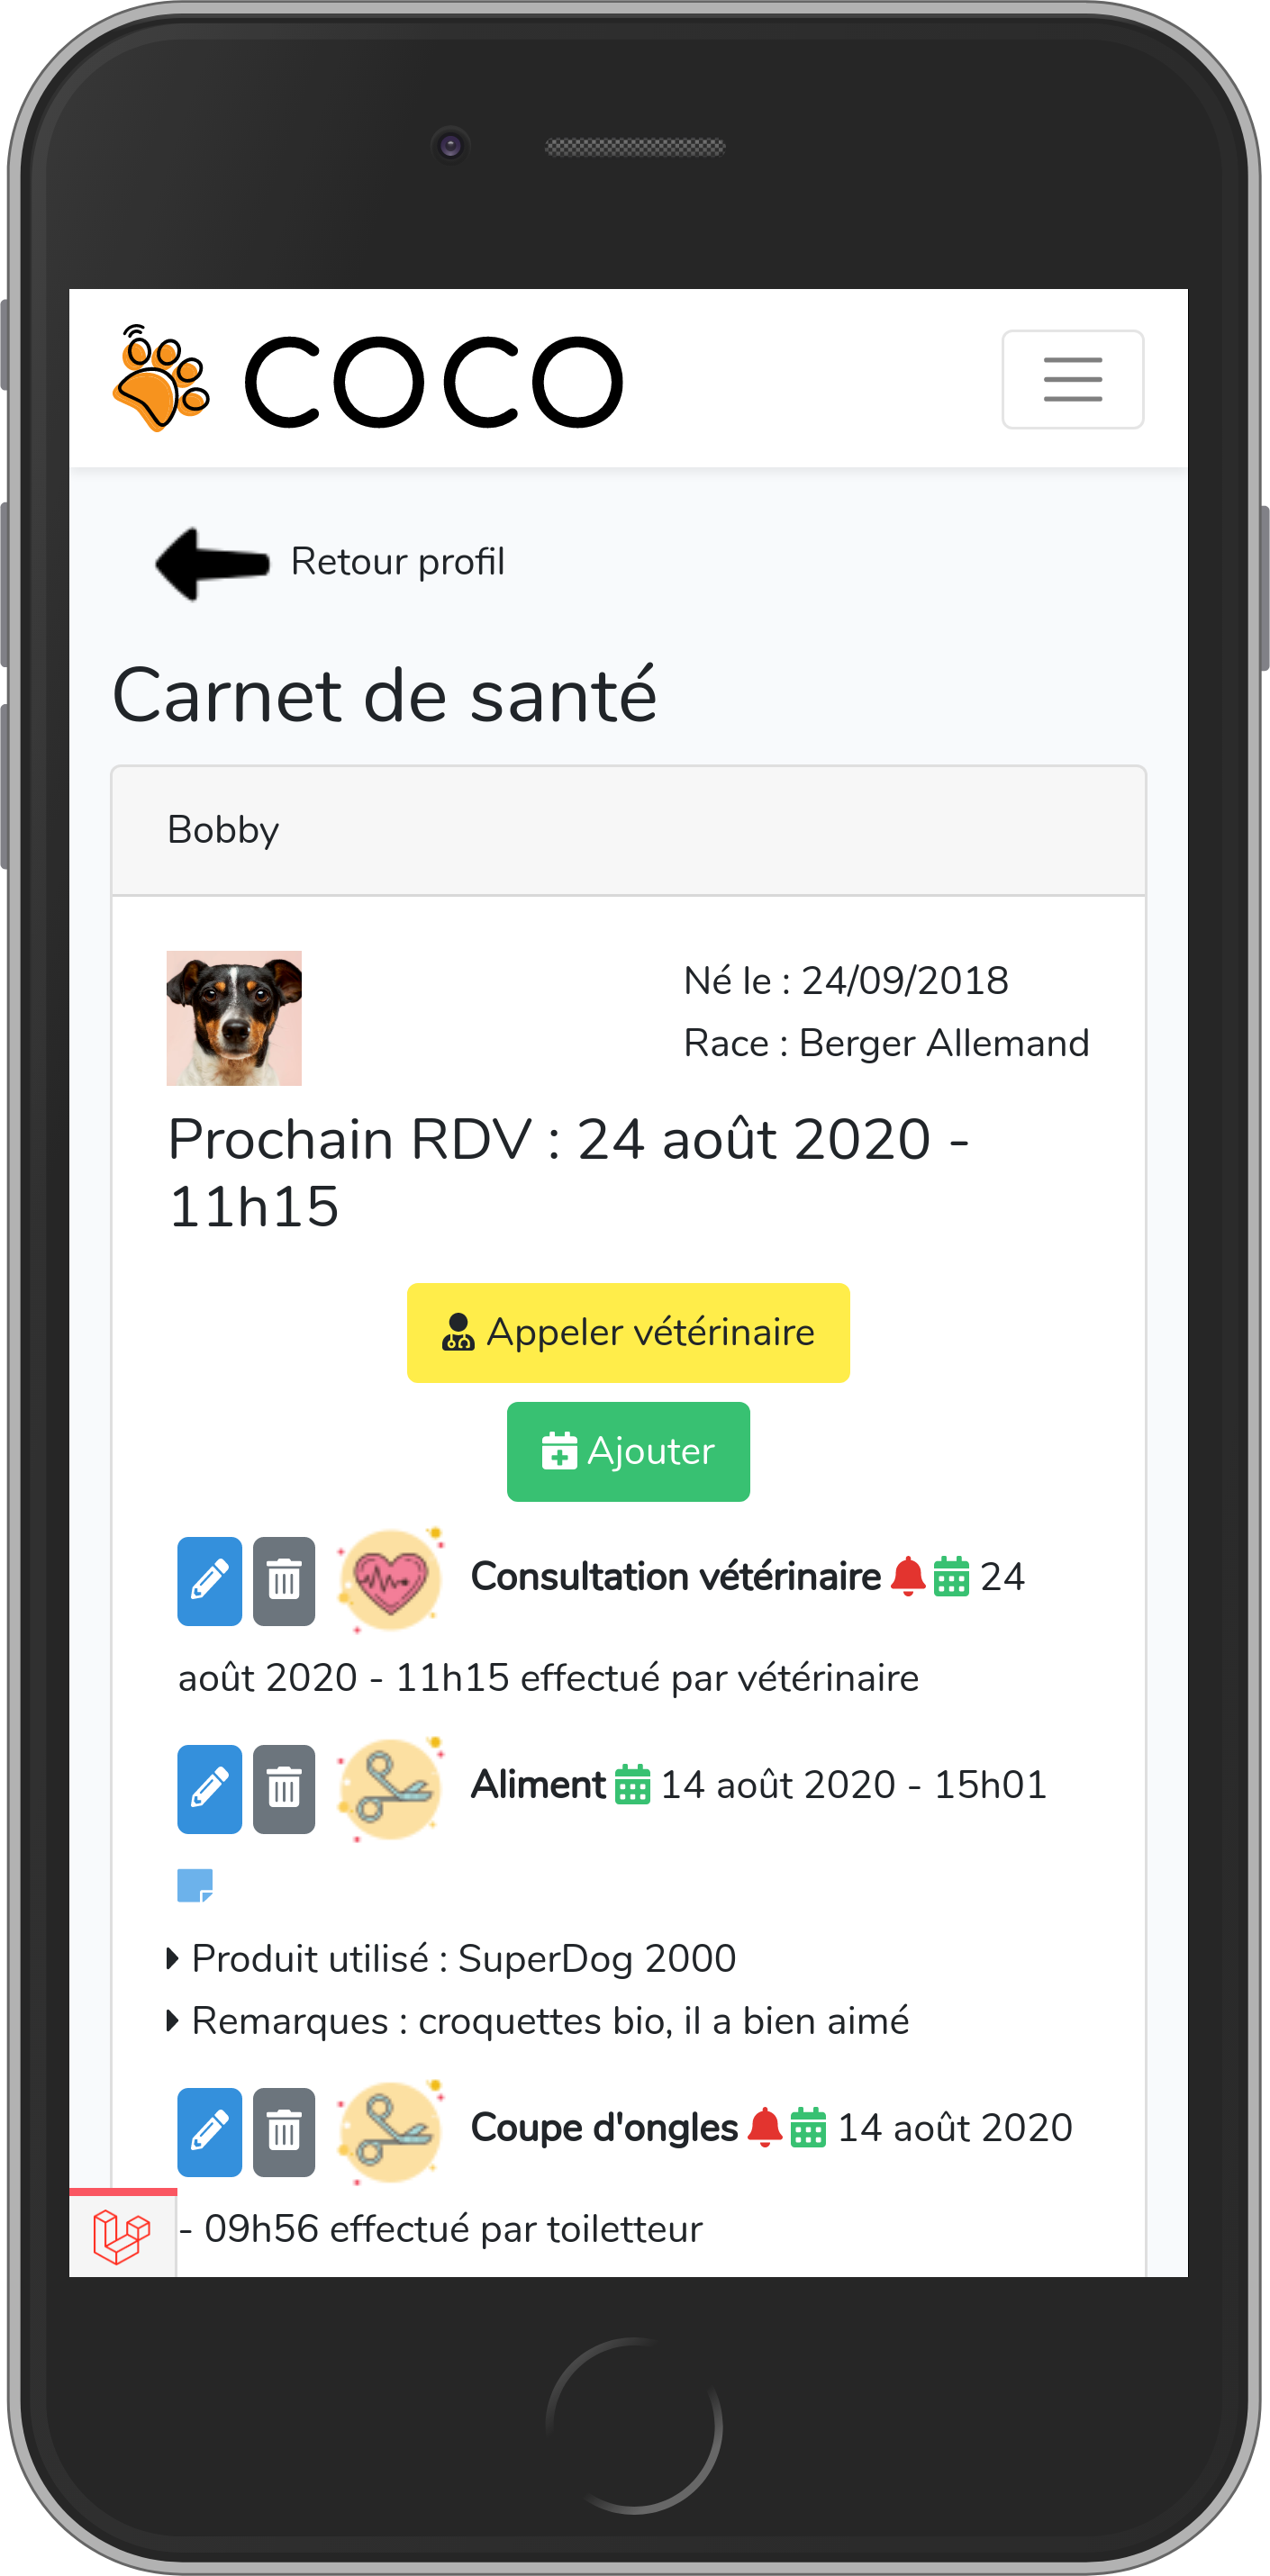 COCO
Retour profil
Carnet de santé
Bobby
Né le : 24/09/2018
Race : Berger Allemand
Prochain RDV : 24 août 2020 -
11h15
Appeler vétérinaire
Ajouter
Consultation vétérinaire 24
août 2020 - 11h15 effectué par vétérinaire
Aliment 14 août 2020 - 15h01
Produit utilisé : SuperDog 2000
Remarques : croquettes bio, il a bien aimé
Coupe d'ongles 14 août 2020
- 09h56 effectué par toiletteur